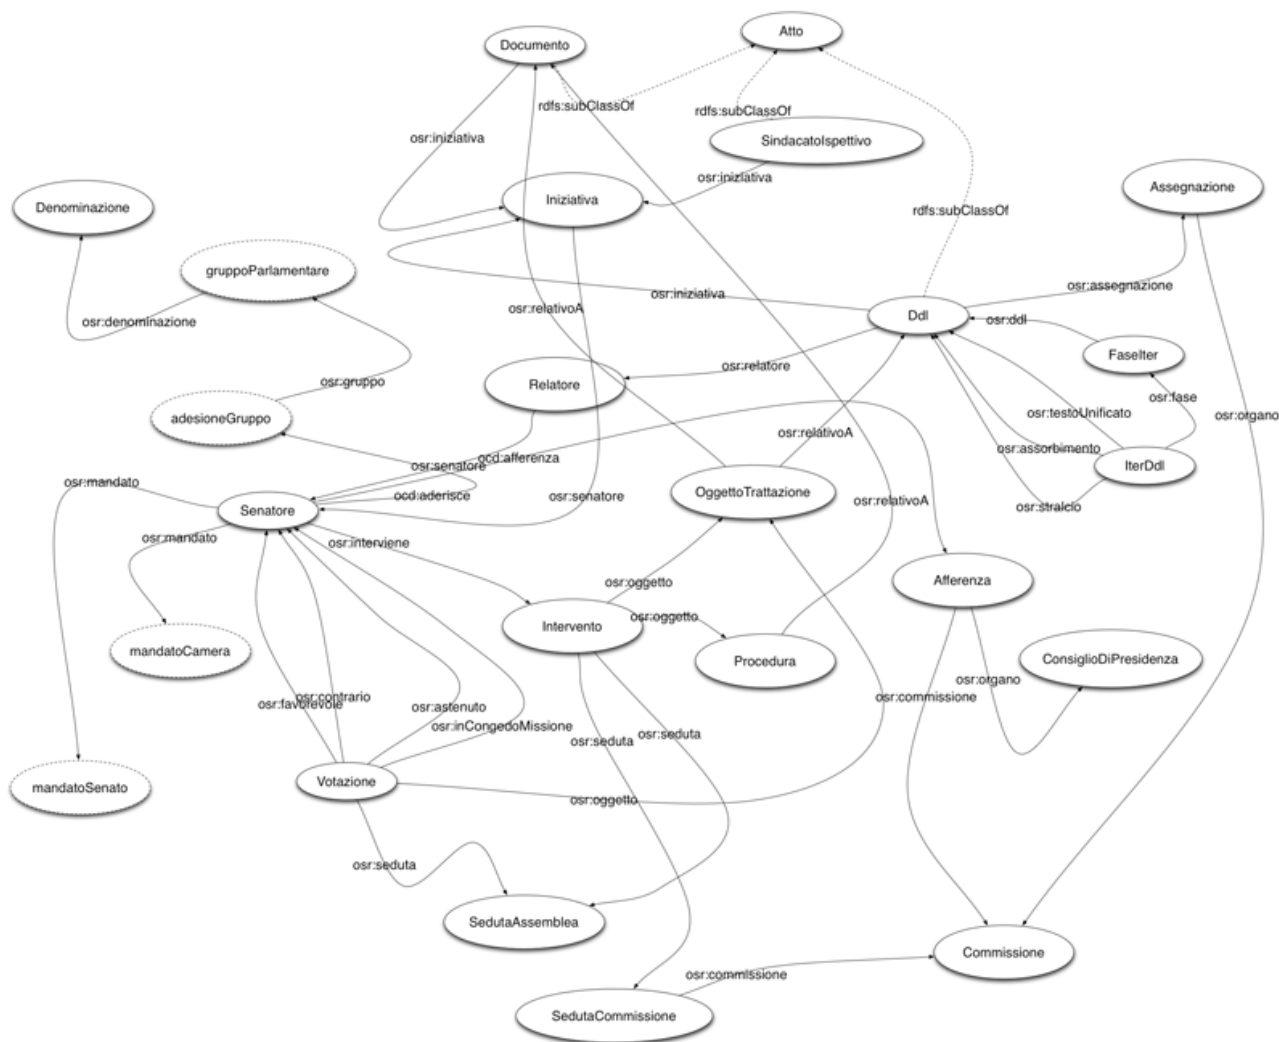 Atto
Documento
rdfs:subClassOf
rdfs:subClassOf
osr:iniziativa
SindacatoIspettivo
osr:iniziativa
Assegnazione
Iniziativa
Denominazione
rdfs:subClassOf
gruppoParlamentare
osr:assegnazione
osr:iniziativa
osr:relativoA
Ddl
osr:ddl
osr:denominazione
FaseIter
osr:relatore
osr:gruppo
Relatore
osr:fase
osr:testoUnificato
osr:organo
adesioneGruppo
osr:relativoA
osr:assorbimento
ocd:afferenza
osr:senatore
IterDdl
osr:mandato
OggettoTrattazione
ocd:aderisce
osr:senatore
osr:relativoA
osr:stralcio
Senatore
osr:mandato
osr:interviene
osr:oggetto
Afferenza
osr:oggetto
Intervento
mandatoCamera
Procedura
ConsiglioDiPresidenza
osr:organo
osr:contrario
osr:favorevole
osr:commissione
osr:astenuto
osr:inCongedoMissione
osr:seduta
osr:seduta
Votazione
mandatoSenato
osr:oggetto
osr:seduta
SedutaAssemblea
Commissione
osr:commissione
SedutaCommissione